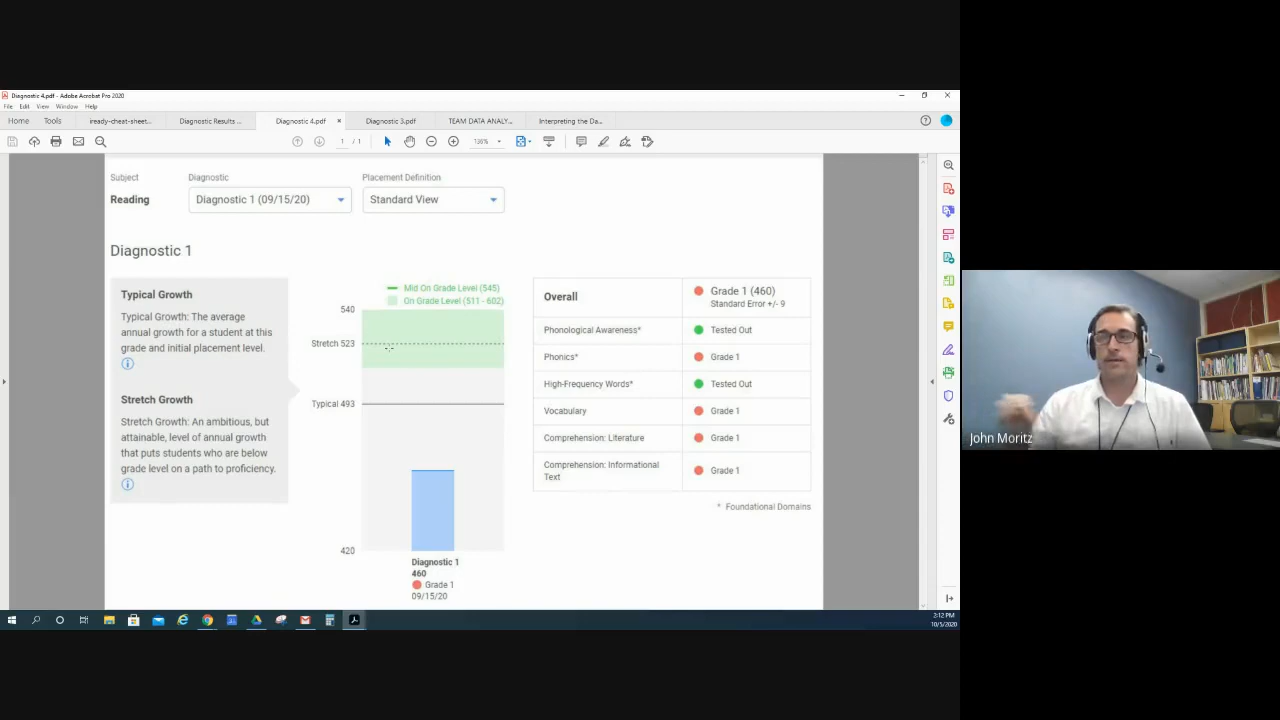 Diagnostic 4.pdf - Adobe Acrobat Pro 2020
File Edit View Window Help
Home Tools iready-cheat-sheet... Diagnostic Results ... Diagnostic 4.pdf × Diagnostic 3.pdf TEAM DATA ANALY... Interpreting the Da...
1 / 1 136%
Subject Diagnostic Placement Definition
Reading Diagnostic 1 (09/15/20) Standard View
Diagnostic 1
Typical Growth
Typical Growth: The average
annual growth for a student at this
grade and initial placement level.
Stretch Growth
Stretch Growth: An ambitious, but
attainable, level of annual growth
that puts students who are below
grade level on a path to proficiency.
Mid On Grade Level (545)
On Grade Level (511 - 602)
540
Stretch 523
Typical 493
420
Diagnostic 1
460
Grade 1
09/15/20
Overall Grade 1 (460)
Standard Error +/- 9
Phonological Awareness* Tested Out
Phonics* Grade 1
High-Frequency Words* Tested Out
Vocabulary Grade 1
Comprehension: Literature Grade 1
Comprehension: Informational
Text Grade 1
* Foundational Domains
John Moritz
2:12 PM
10/5/2020